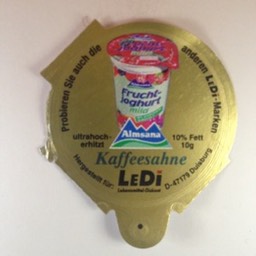 Probieren Sie auch die anderen LEDi-Marken
Frucht-
Joghurt
mild
Almsana
ultrahoch-
erhitzt
10% Fett
10g
Kaffeesahne
Hergestellt für:
LEDi
D-47179 Duisburg